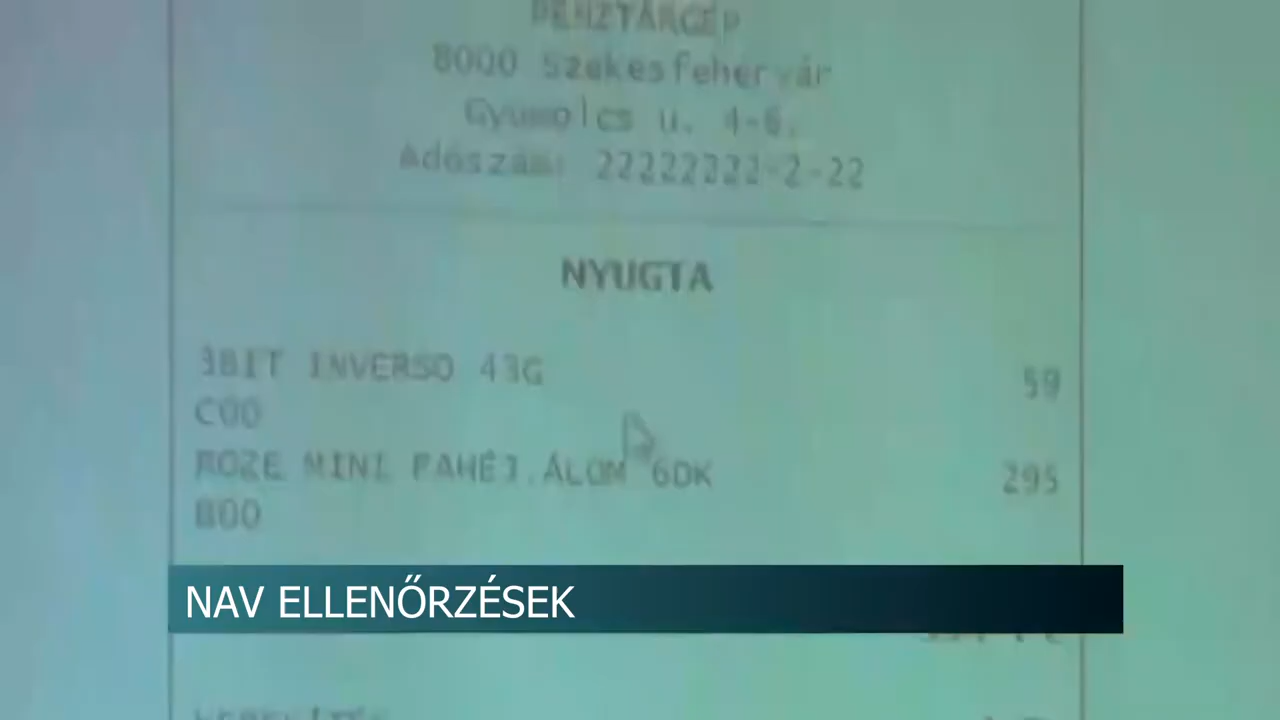 PÉNZTÁRGÉP
8000 Székesfehérvár
Gyümölcs u. 4-6.
Adószám: 22222222-2-22
NYUGTA
3BIT INVERSO 43G 59
C00
ROZE MINI FAHÉJ.ÁLOM 6DK 295
B00
NAV ELLENŐRZÉSEK